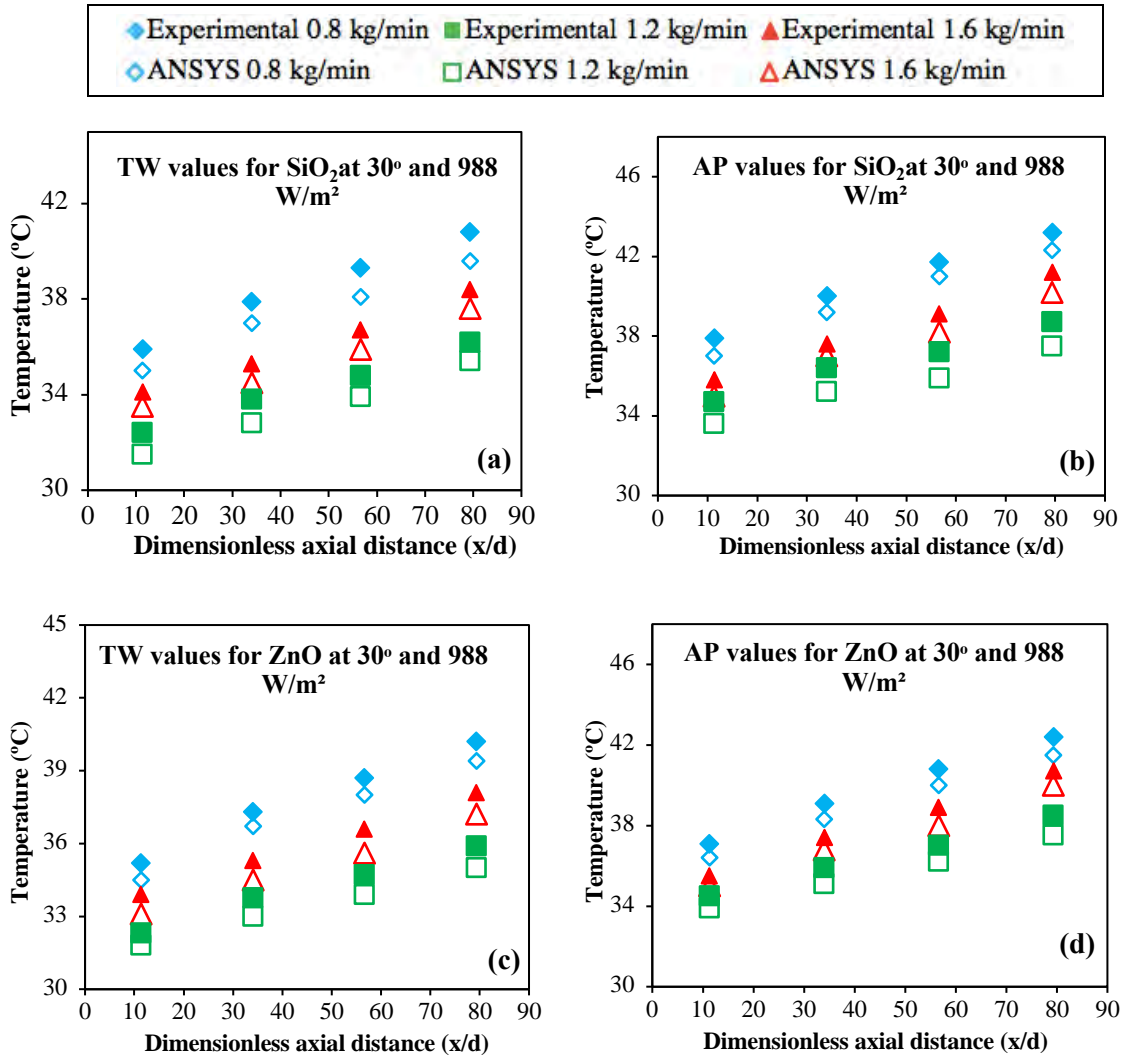 Experimental 0.8 kg/min Experimental 1.2 kg/min Experimental 1.6 kg/min
ANSYS 0.8 kg/min ANSYS 1.2 kg/min ANSYS 1.6 kg/min
TW values for SiO₂at 30º and 988
W/m²
42
38
34
30
Temperature (ºC)
(a)
0 10 20 30 40 50 60 70 80 90
Dimensionless axial distance (x/d)
AP values for SiO₂at 30º and 988
W/m²
46
42
38
34
30
Temperature (ºC)
(b)
0 10 20 30 40 50 60 70 80 90
Dimensionless axial distance (x/d)
TW values for ZnO at 30º and 988
W/m²
45
42
39
36
33
30
Temperature (ºC)
(c)
0 10 20 30 40 50 60 70 80 90
Dimensionless axial distance (x/d)
AP values for ZnO at 30º and 988
W/m²
46
42
38
34
30
Temperature (ºC)
(d)
0 10 20 30 40 50 60 70 80 90
Dimensionless axial distance (x/d)